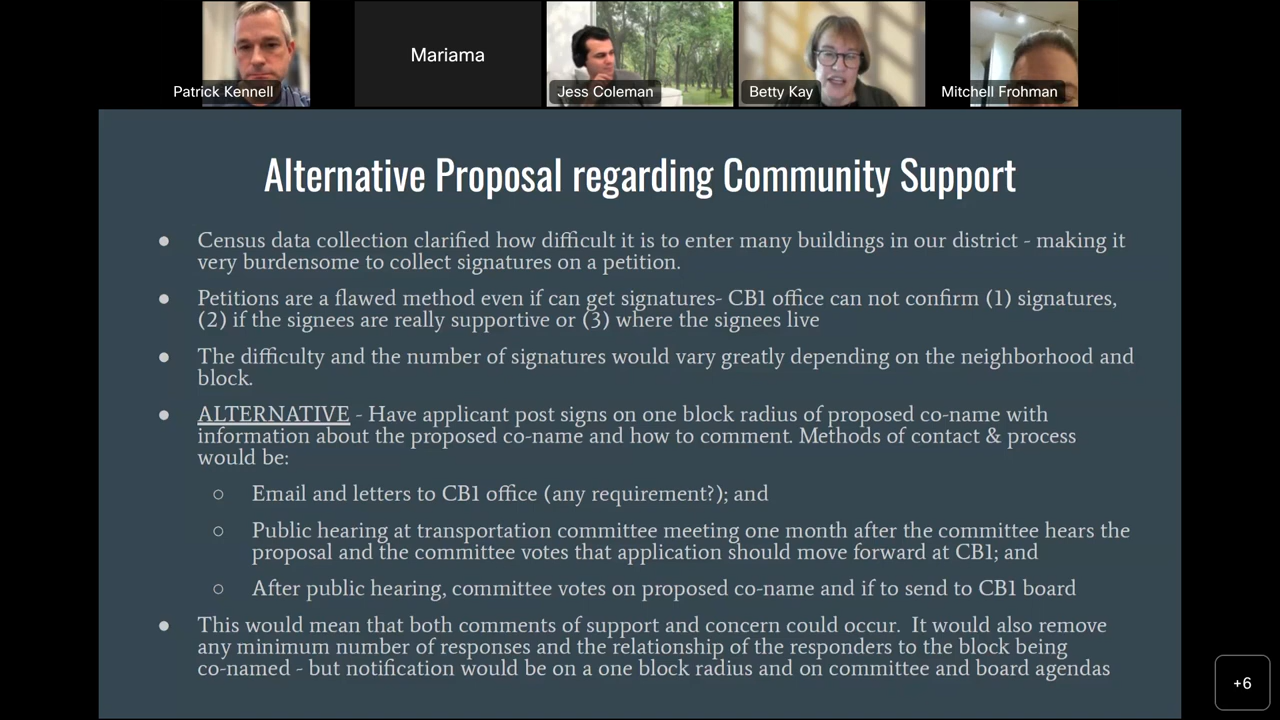 Patrick Kennell
Mariama
Jess Coleman
Betty Kay
Mitchell Frohman
Alternative Proposal regarding Community Support
● Census data collection clarified how difficult it is to enter many buildings in our district - making it
very burdensome to collect signatures on a petition.
● Petitions are a flawed method even if can get signatures- CB1 office can not confirm (1) signatures,
(2) if the signees are really supportive or (3) where the signees live
● The difficulty and the number of signatures would vary greatly depending on the neighborhood and
block.
● ALTERNATIVE - Have applicant post signs on one block radius of proposed co-name with
information about the proposed co-name and how to comment. Methods of contact & process
would be:
○ Email and letters to CB1 office (any requirement?); and
○ Public hearing at transportation committee meeting one month after the committee hears the
proposal and the committee votes that application should move forward at CB1; and
○ After public hearing, committee votes on proposed co-name and if to send to CB1 board
● This would mean that both comments of support and concern could occur. It would also remove
any minimum number of responses and the relationship of the responders to the block being
co-named - but notification would be on a one block radius and on committee and board agendas
+6